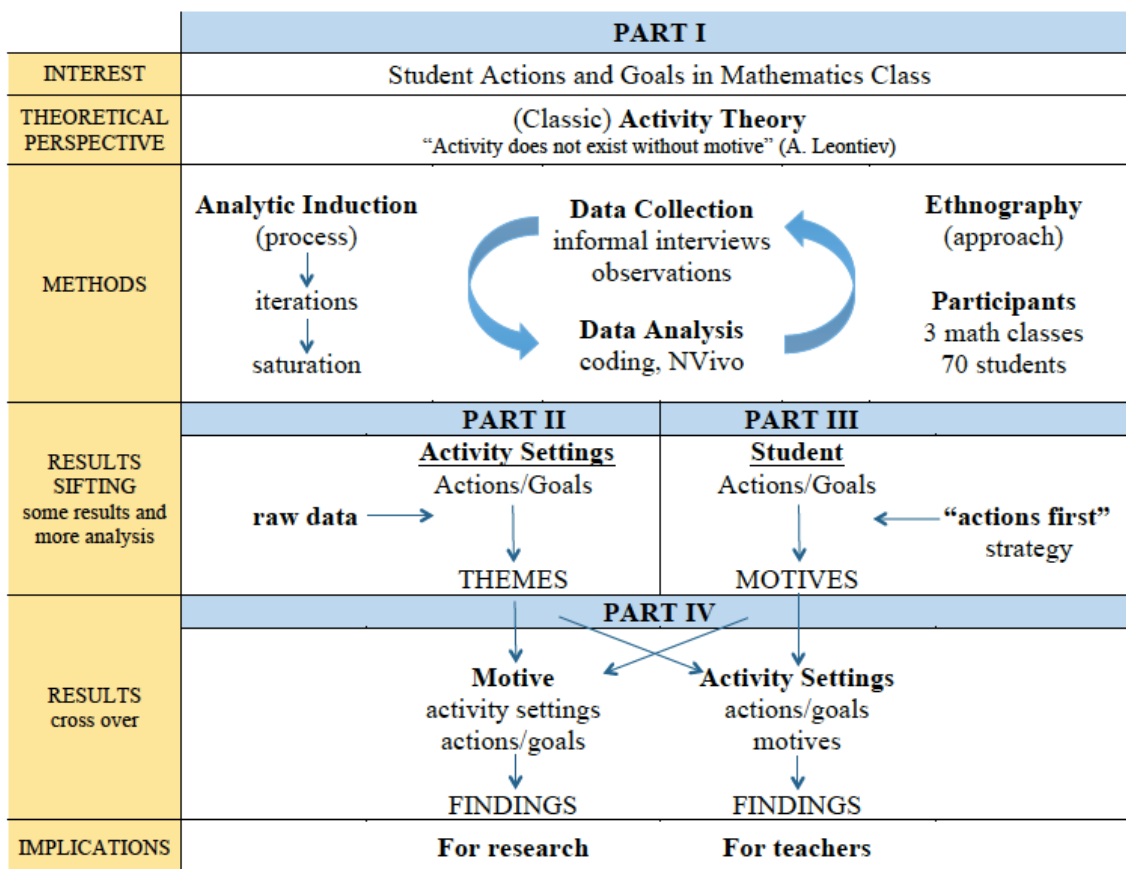 PART I
INTEREST
Student Actions and Goals in Mathematics Class
THEORETICAL
PERSPECTIVE
(Classic) Activity Theory
“Activity does not exist without motive” (A. Leontiev)
METHODS
Analytic Induction
(process)
iterations
saturation
Data Collection
informal interviews
observations
Data Analysis
coding, NVivo
Ethnography
(approach)
Participants
3 math classes
70 students
PART II
PART III
RESULTS
SIFTING
some results and
more analysis
raw data
Activity Settings
Actions/Goals
THEMES
Student
Actions/Goals
MOTIVES
“actions first”
strategy
PART IV
RESULTS
cross over
Motive
activity settings
actions/goals
FINDINGS
Activity Settings
actions/goals
motives
FINDINGS
IMPLICATIONS
For research
For teachers